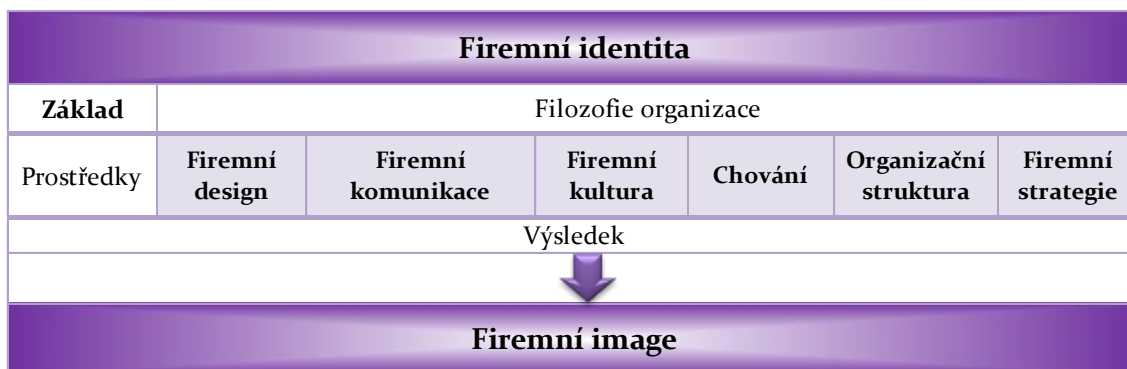 Firemní identita
Základ Filozofie organizace
Prostředky
Firemní design
Firemní komunikace
Firemní kultura
Chování
Organizační struktura
Firemní strategie
Výsledek
Firemní image